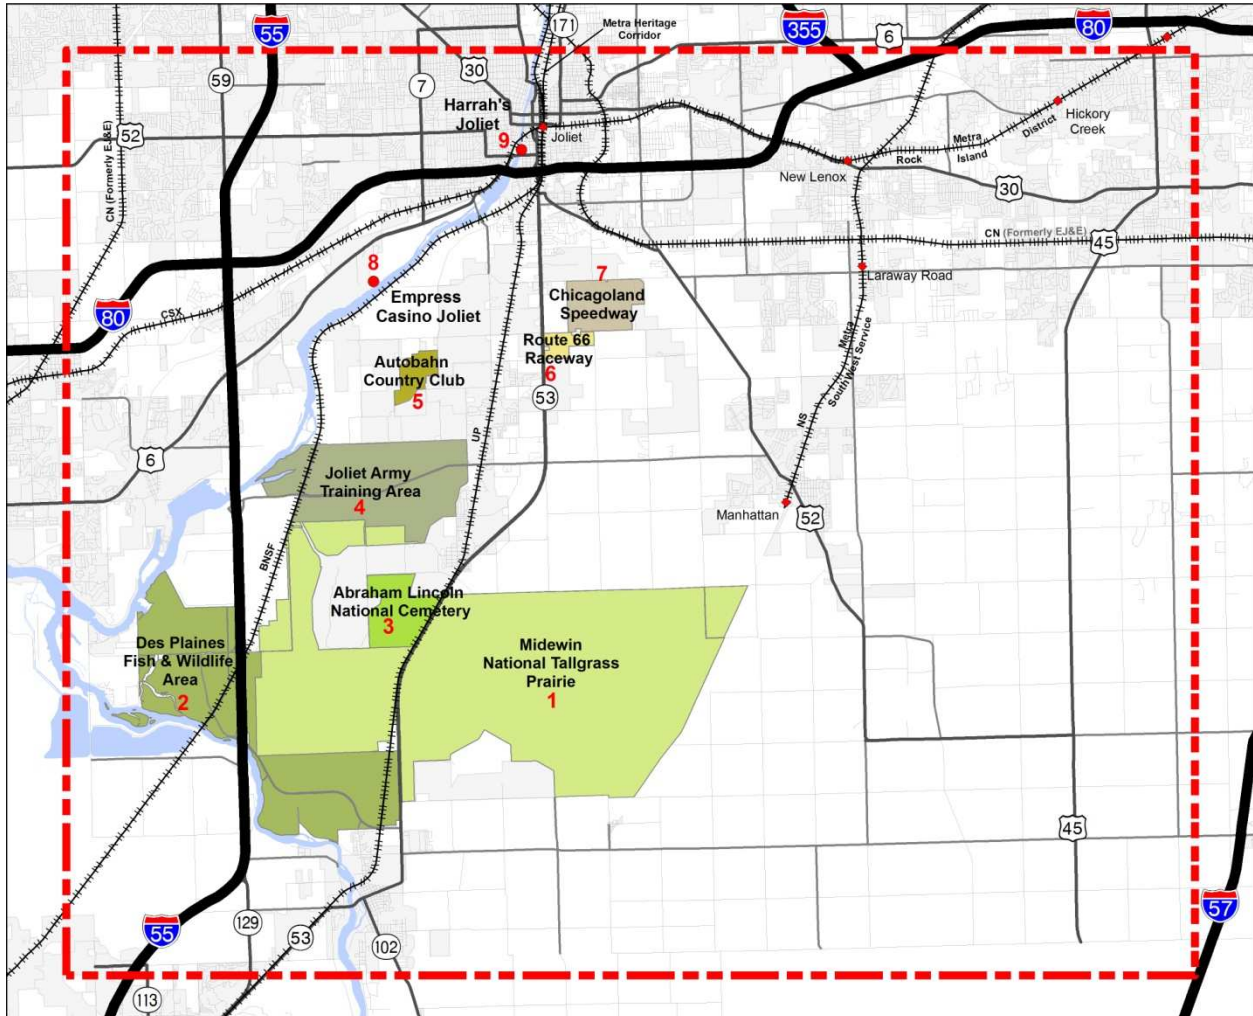 55
171
Metra Heritage
Corridor
355
6
80
59
30
7
52
Harrah's
Joliet
9
Joliet
CN (Formerly EJ&E)
Hickory
Creek
Metra
District
Rock
Island
New Lenox
30
45
CN (Formerly EJ&E)
8
7
Laraway Road
Empress
Casino Joliet
Chicagoland
Speedway
80
CSX
Route 66
Raceway
6
Autobahn
Country Club
5
53
Metra
SouthWest Service
NS
UP
6
Joliet Army
Training Area
4
Manhattan
52
BNSF
Abraham Lincoln
National Cemetery
3
Des Plaines
Fish & Wildlife
Area
2
Midewin
National Tallgrass
Prairie
1
45
57
55
129
53
102
113